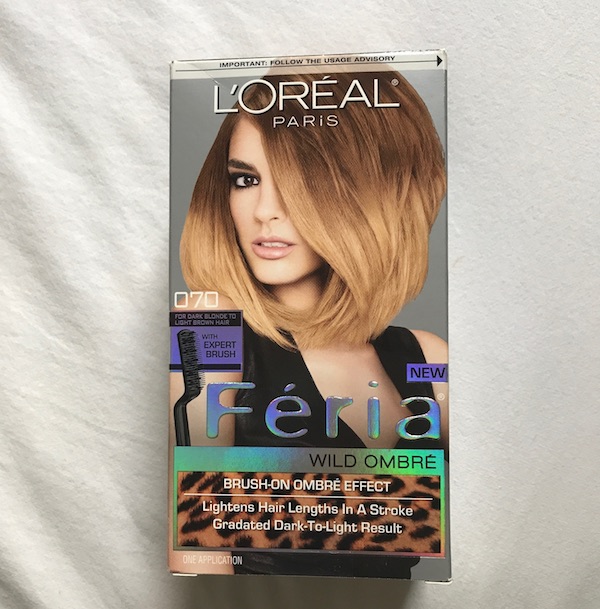 IMPORTANT: FOLLOW THE USAGE ADVISORY
L'ORÉAL®
PARIS
070
FOR DARK BLONDE TO
LIGHT BROWN HAIR
WITH
EXPERT
BRUSH
NEW
Féria®
WILD OMBRÉ
BRUSH-ON OMBRÉ EFFECT
Lightens Hair Lengths In A Stroke
Gradated Dark-To-Light Result
ONE APPLICATION